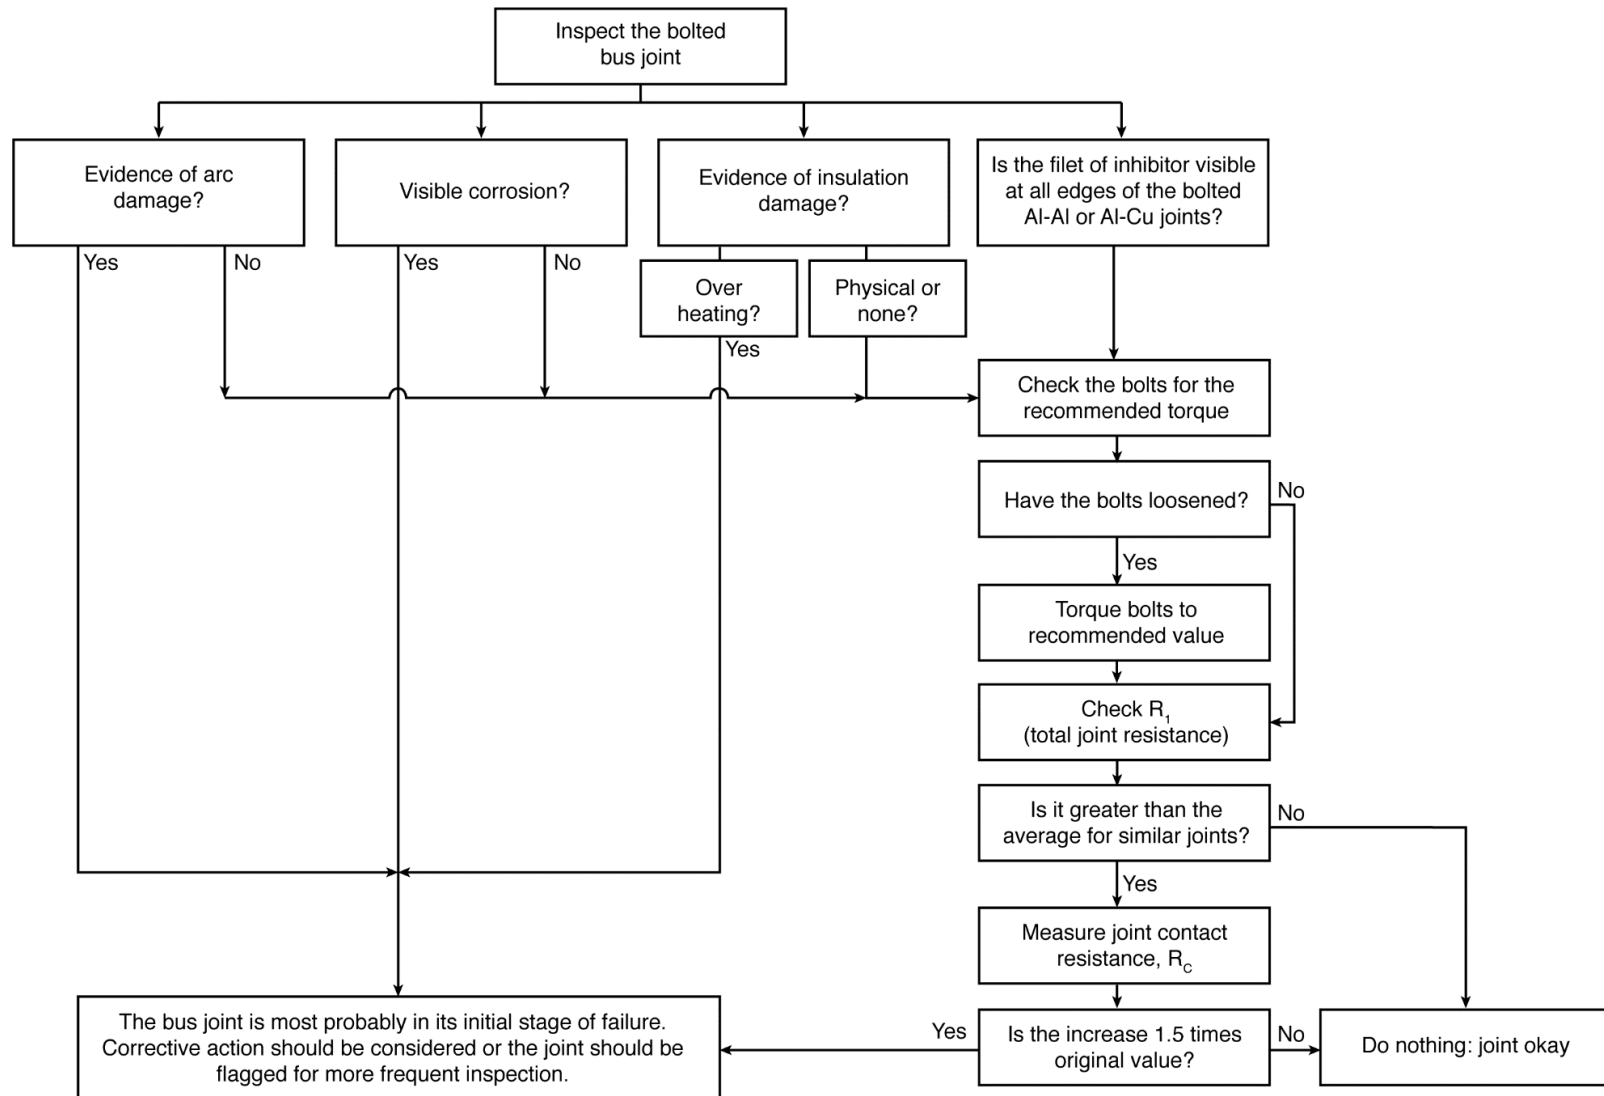 Inspect the bolted
bus joint
Evidence of arc
damage?
Visible corrosion?
Evidence of insulation
damage?
Is the filet of inhibitor visible
at all edges of the bolted
Al-Al or Al-Cu joints?
Yes
No
Yes
No
Over
heating?
Physical or
none?
Yes
Check the bolts for the
recommended torque
Have the bolts loosened?
No
Yes
Torque bolts to
recommended value
Check R₁
(total joint resistance)
Is it greater than the
average for similar joints?
No
Yes
Measure joint contact
resistance, R_C
The bus joint is most probably in its initial stage of failure.
Corrective action should be considered or the joint should be
flagged for more frequent inspection.
Yes
Is the increase 1.5 times
original value?
No
Do nothing: joint okay